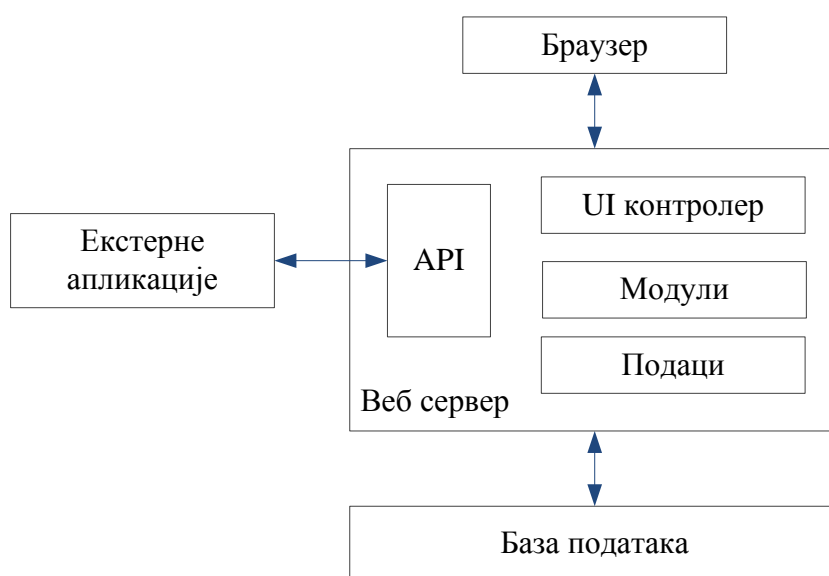 Браузер
UI контролер
Екстерне
апликације
API
Модули
Подаци
Веб сервер
База података